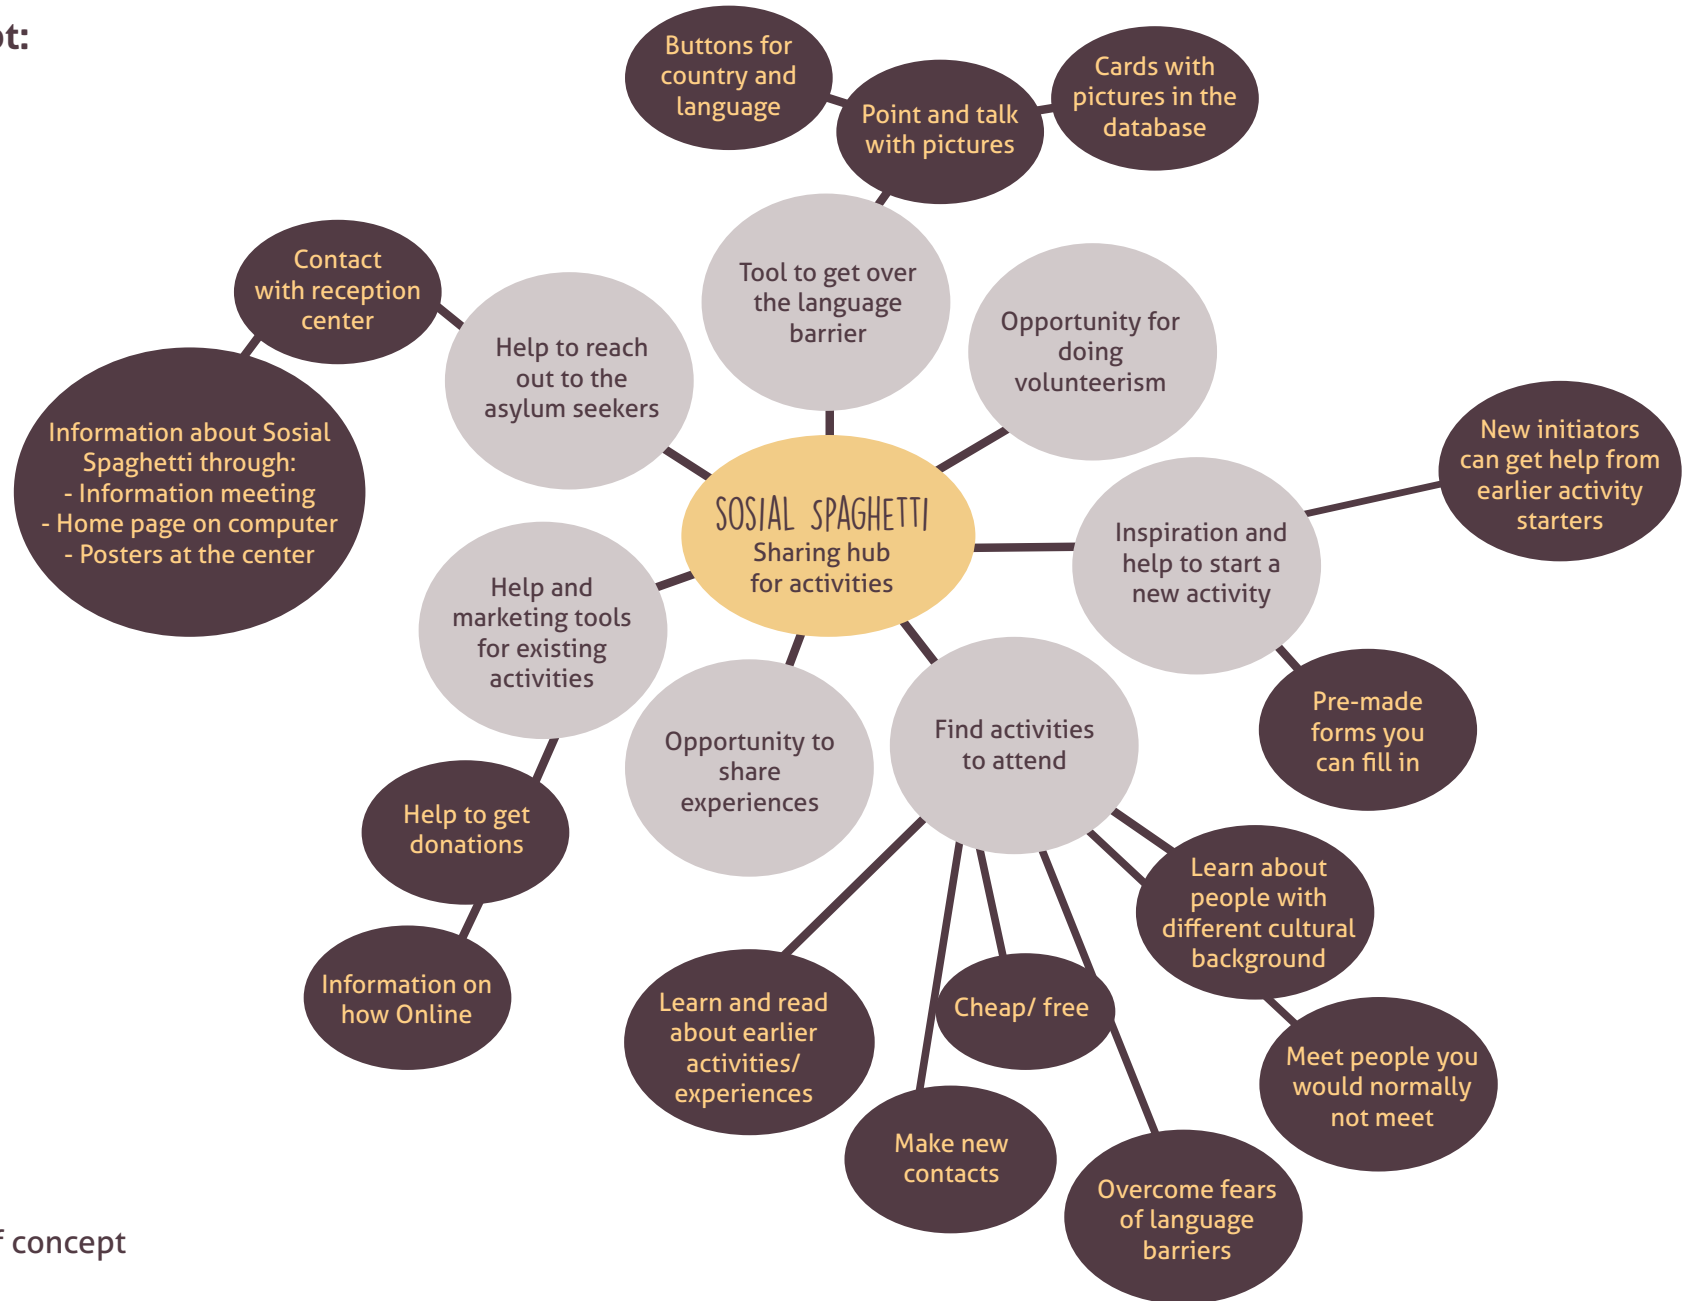 pt:
Buttons for
country and
language
Point and talk
with pictures
Cards with
pictures in the
database
Tool to get over
the language
barrier
Opportunity for
doing
volunteerism
Contact
with reception
center
Help to reach
out to the
asylum seekers
Information about Sosial
Spaghetti through:
- Information meeting
- Home page on computer
- Posters at the center
New initiators
can get help from
earlier activity
starters
SOSIAL SPAGHETTI
Sharing hub
for activities
Inspiration and
help to start a
new activity
Help and
marketing tools
for existing
activities
Pre-made
forms you
can fill in
Opportunity to
share
experiences
Find activities
to attend
Help to get
donations
Information on
how Online
Learn about
people with
different cultural
background
Learn and read
about earlier
activities/
experiences
Cheap/ free
Meet people you
would normally
not meet
Make new
contacts
Overcome fears
of language
barriers
f concept